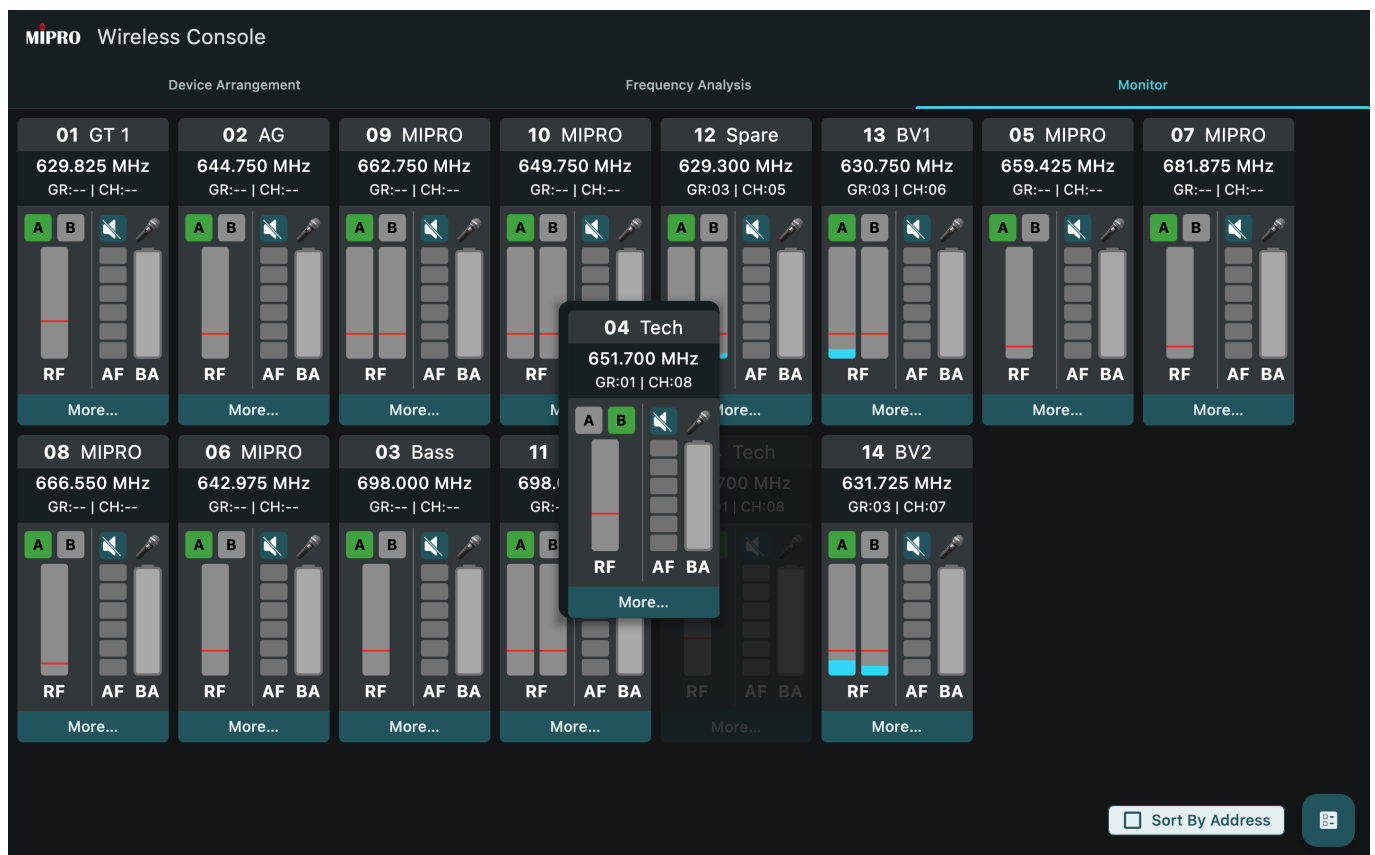 MIPRO Wireless Console
Device Arrangement Frequency Analysis Monitor
01 GT 1
629.825 MHz
GR:-- | CH:--
A B
RF AF BA
More...
02 AG
644.750 MHz
GR:-- | CH:--
A B
RF AF BA
More...
09 MIPRO
662.750 MHz
GR:-- | CH:--
A B
RF AF BA
More...
10 MIPRO
649.750 MHz
GR:-- | CH:--
A B
RF
12 Spare
629.300 MHz
GR:03 | CH:05
A B
AF BA
More...
13 BV1
630.750 MHz
GR:03 | CH:06
A B
RF AF BA
More...
05 MIPRO
659.425 MHz
GR:-- | CH:--
A B
RF AF BA
More...
07 MIPRO
681.875 MHz
GR:-- | CH:--
A B
RF AF BA
More...
04 Tech
651.700 MHz
GR:01 | CH:08
A B
RF AF BA
More...
08 MIPRO
666.550 MHz
GR:-- | CH:--
A B
RF AF BA
More...
06 MIPRO
642.975 MHz
GR:-- | CH:--
A B
RF AF BA
More...
03 Bass
698.000 MHz
GR:-- | CH:--
A B
RF AF BA
More...
11
698.
GR:-
A B
RF AF BA
More...
Tech
700 MHz
1 | CH:08
RF AF BA
More...
14 BV2
631.725 MHz
GR:03 | CH:07
A B
RF AF BA
More...
Sort By Address